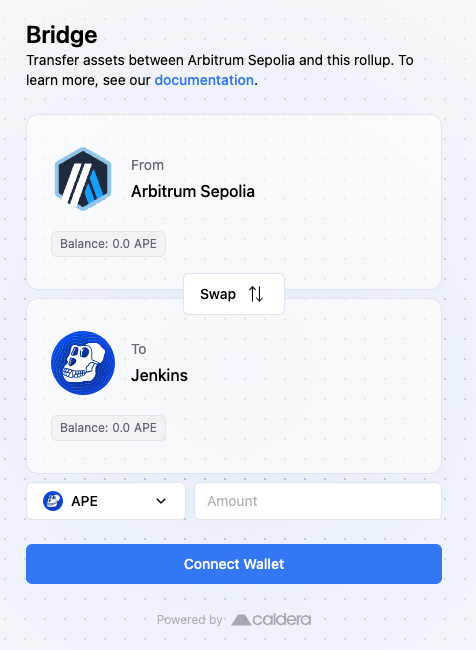 Bridge
Transfer assets between Arbitrum Sepolia and this rollup. To
learn more, see our documentation.
From
Arbitrum Sepolia
Balance: 0.0 APE
Swap
To
Jenkins
Balance: 0.0 APE
APE
Amount
Connect Wallet
Powered by caldera